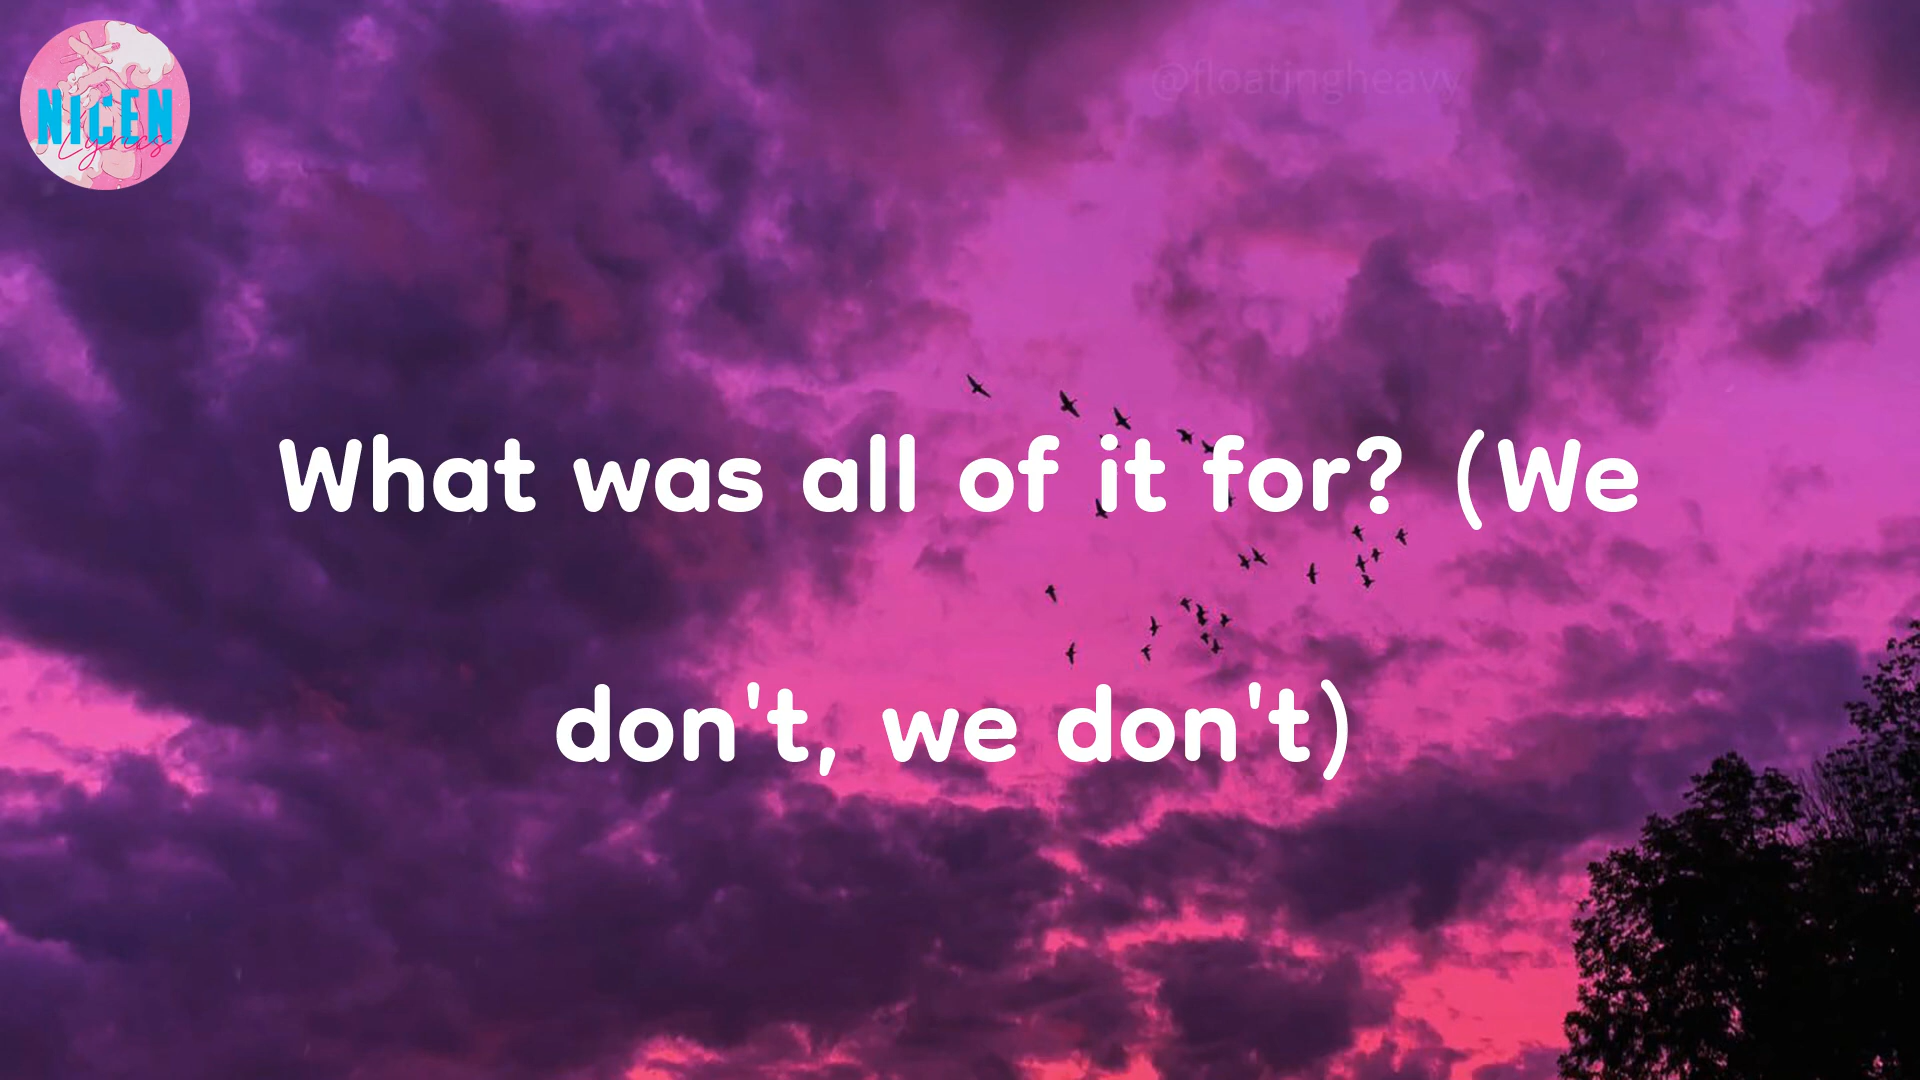 NICEN
Lyrics
@floatingheavy
What was all of it for? (We
don't, we don't)